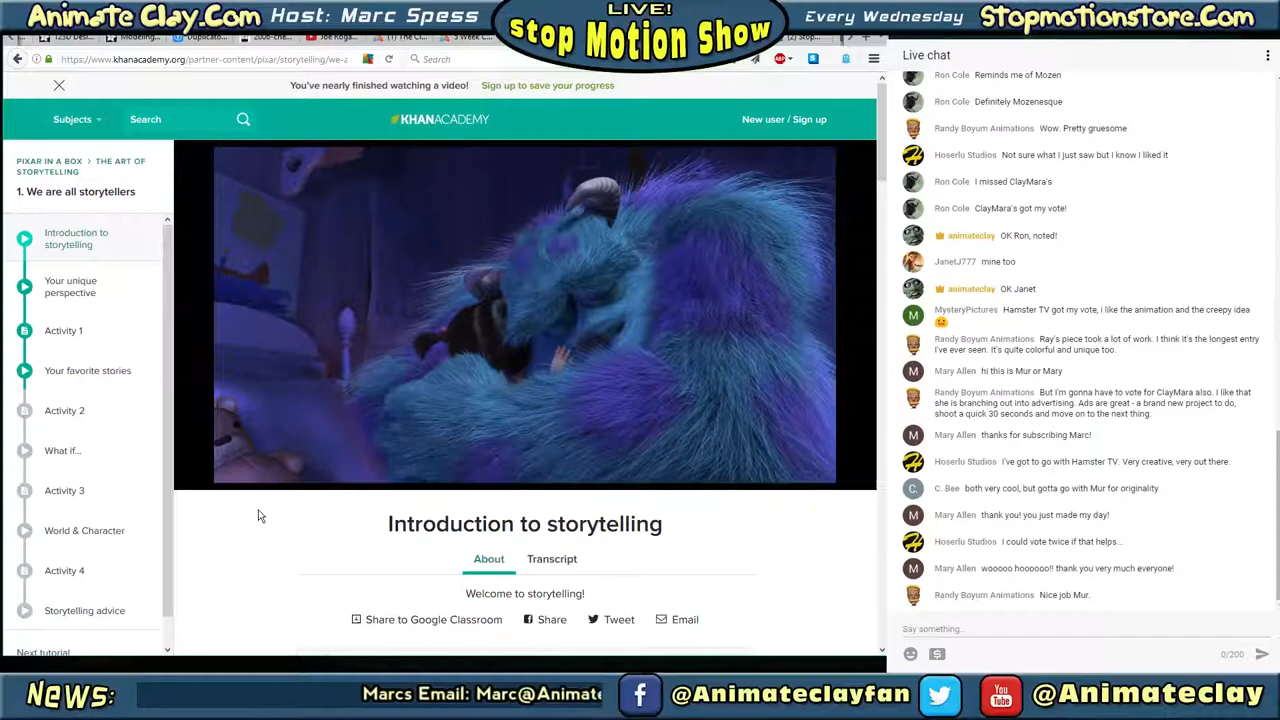 Animate Clay.Com Host: Marc Spess
LIVE!
Stop Motion Show
Every Wednesday Stopmotionstore.Com
https://www.khanacademy.org/partner-content/pixar/storytelling/we-
Search
You've nearly finished watching a video! Sign up to save your progress
Subjects
Search
KHANACADEMY
New user / Sign up
PIXAR IN A BOX > THE ART OF
STORYTELLING
1. We are all storytellers
Introduction to
storytelling
Your unique
perspective
Activity 1
Your favorite stories
Activity 2
What if...
Activity 3
World & Character
Activity 4
Storytelling advice
Next tutorial
Introduction to storytelling
About Transcript
Welcome to storytelling!
Share to Google Classroom Share Tweet Email
Live chat
Ron Cole Reminds me of Mozen
Ron Cole Definitely Mozenesque
Randy Boyum Animations Wow. Pretty gruesome
Hoserlu Studios Not sure what I just saw but I know I liked it
Ron Cole I missed ClayMara's
Ron Cole ClayMara's got my vote!
animateclay OK Ron, noted!
JanetJ777 mine too
animateclay OK Janet
MysteryPictures Hamster TV got my vote, i like the animation and the creepy idea
Randy Boyum Animations Ray's piece took a lot of work. I think it's the longest entry
I've ever seen. It's quite colorful and unique too.
Mary Allen hi this is Mur or Mary
Randy Boyum Animations But I'm gonna have to vote for ClayMara also. I like that
she is branching out into advertising. Ads are great - a brand new project to do,
shoot a quick 30 seconds and move on to the next thing.
Mary Allen thanks for subscribing Marc!
Hoserlu Studios I've got to go with Hamster TV. Very creative, very out there.
C. Bee both very cool, but gotta go with Mur for originality
Mary Allen thank you! you just made my day!
Hoserlu Studios I could vote twice if that helps...
Mary Allen wooooo hoooooo!! thank you very much everyone!
Randy Boyum Animations Nice job Mur.
Say something...
0/200
News: Marcs Email: Marc@Animate @Animateclayfan @Animateclay